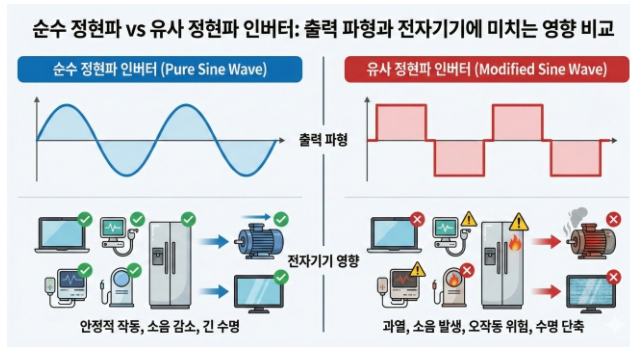 순수 정현파 vs 유사 정현파 인버터: 출력 파형과 전자기기에 미치는 영향 비교
순수 정현파 인버터 (Pure Sine Wave)
유사 정현파 인버터 (Modified Sine Wave)
출력 파형
전자기기 영향
안정적 작동, 소음 감소, 긴 수명
과열, 소음 발생, 오작동 위험, 수명 단축